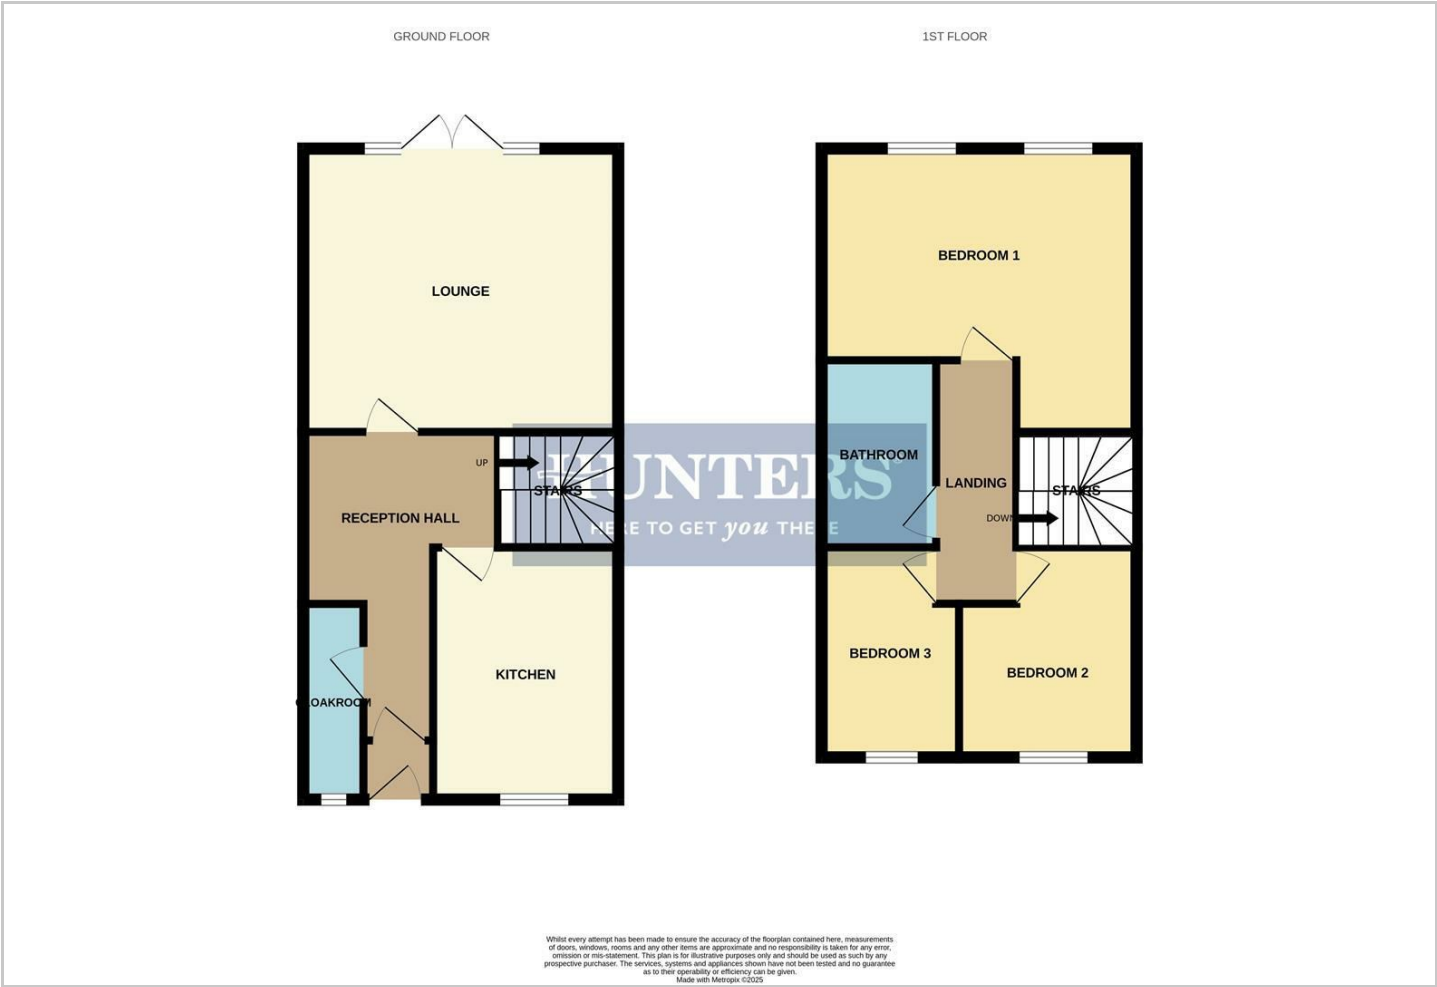 GROUND FLOOR
1ST FLOOR
LOUNGE
UP
STAIRS
RECEPTION HALL
KITCHEN
CLOAKROOM
BEDROOM 1
BATHROOM
LANDING
STAIRS
DOWN
BEDROOM 3
BEDROOM 2
HUNTERS®
HERE TO GET you THERE
Whilst every attempt has been made to ensure the accuracy of the floorplan contained here, measurements
of doors, windows, rooms and any other items are approximate and no responsibility is taken for any error,
omission or mis-statement. This plan is for illustrative purposes only and should be used as such by any
prospective purchaser. The services, systems and appliances shown have not been tested and no guarantee
as to their operability or efficiency can be given.
Made with Metropix ©2025